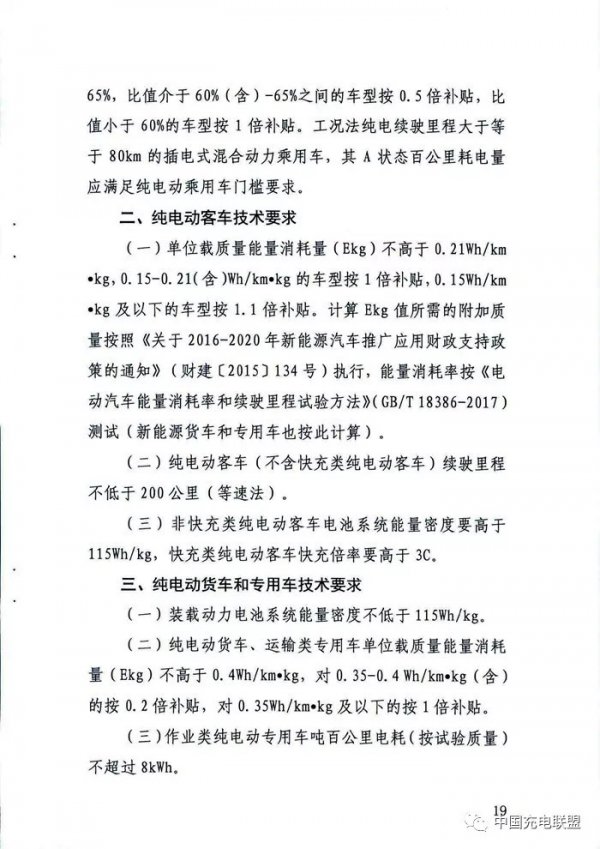 65%，比值介于 60%（含）-65%之间的车型按 0.5 倍补贴，比
值小于 60%的车型按 1 倍补贴。工况法纯电续驶里程大于等
于 80km 的插电式混合动力乘用车，其 A 状态百公里耗电量
应满足纯电动乘用车门槛要求。
二、纯电动客车技术要求
（一）单位载质量能量消耗量（Ekg）不高于 0.21Wh/km
•kg，0.15-0.21(含)Wh/km•kg 的车型按 1 倍补贴，0.15Wh/km
•kg 及以下的车型按 1.1 倍补贴。计算 Ekg 值所需的附加质
量按照《关于 2016-2020 年新能源汽车推广应用财政支持政
策的通知》（财建〔2015〕134 号）执行，能量消耗率按《电
动汽车能量消耗率和续驶里程试验方法》（GB/T 18386-2017）
测试（新能源货车和专用车也按此计算）。
（二）纯电动客车（不含快充类纯电动客车）续驶里程
不低于 200 公里（等速法）。
（三）非快充类纯电动客车电池系统能量密度要高于
115Wh/kg，快充类纯电动客车快充倍率要高于 3C。
三、纯电动货车和专用车技术要求
（一）装载动力电池系统能量密度不低于 115Wh/kg。
（二）纯电动货车、运输类专用车单位载质量能量消耗
量（Ekg）不高于 0.4Wh/km•kg，对 0.35-0.4 Wh/km•kg（含）
的按 0.2 倍补贴，对 0.35Wh/km•kg 及以下的按 1 倍补贴。
（三）作业类纯电动专用车吨百公里电耗（按试验质量）
不超过 8kWh。
19
中国充电联盟